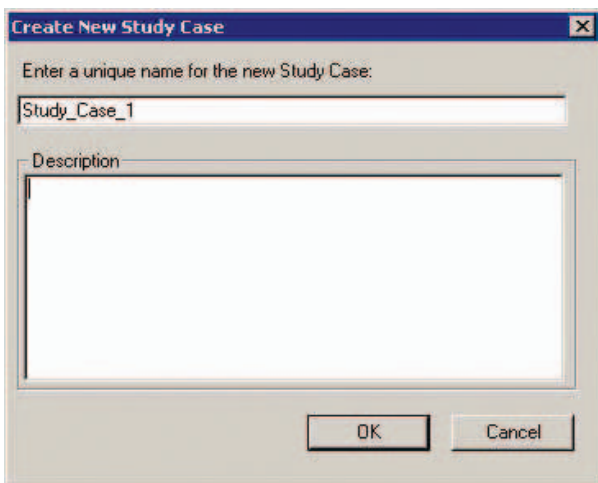 Create New Study Case
Enter a unique name for the new Study Case:
Study_Case_1
Description
OK
Cancel